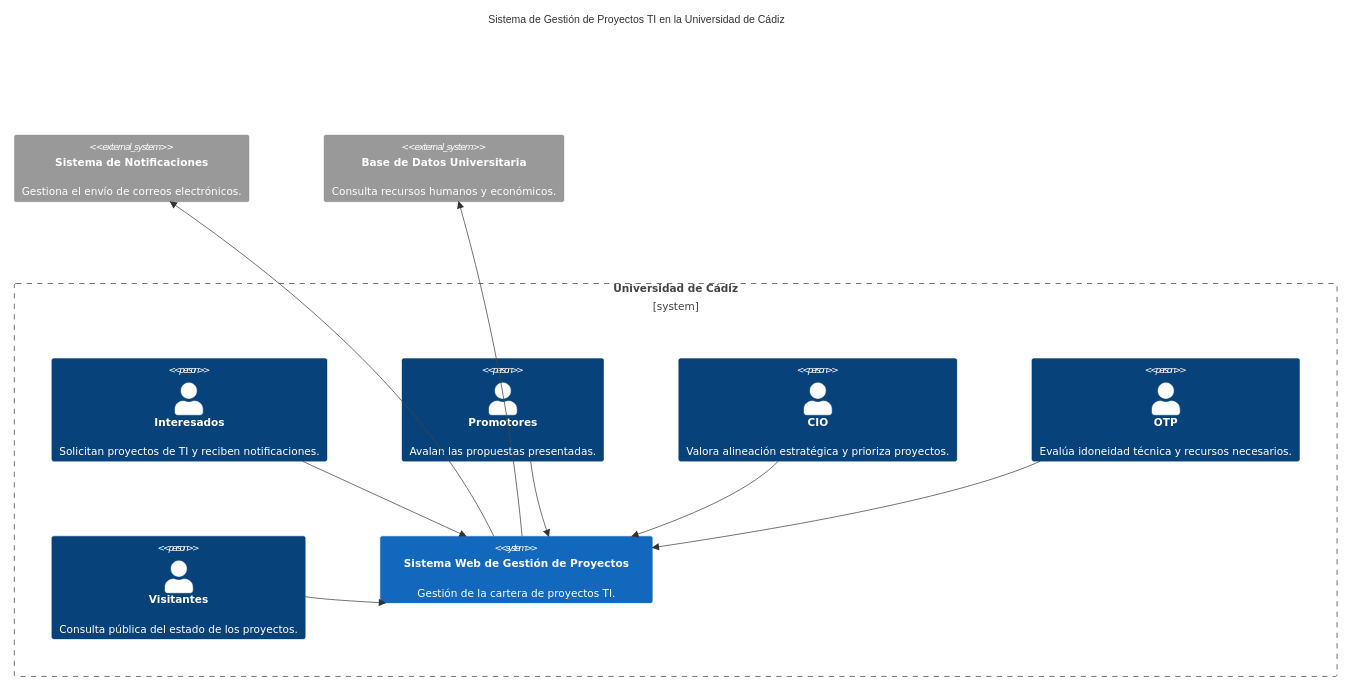 Sistema de Gestión de Proyectos TI en la Universidad de Cádiz
<<external_system>>
Sistema de Notificaciones
Gestiona el envío de correos electrónicos.
<<external_system>>
Base de Datos Universitaria
Consulta recursos humanos y económicos.
Universidad de Cádiz
[system]
<<person>>
Interesados
Solicitan proyectos de TI y reciben notificaciones.
<<person>>
Promotores
Avalan las propuestas presentadas.
<<person>>
CIO
Valora alineación estratégica y prioriza proyectos.
<<person>>
OTP
Evalúa idoneidad técnica y recursos necesarios.
<<person>>
Visitantes
Consulta pública del estado de los proyectos.
<<system>>
Sistema Web de Gestión de Proyectos
Gestión de la cartera de proyectos TI.